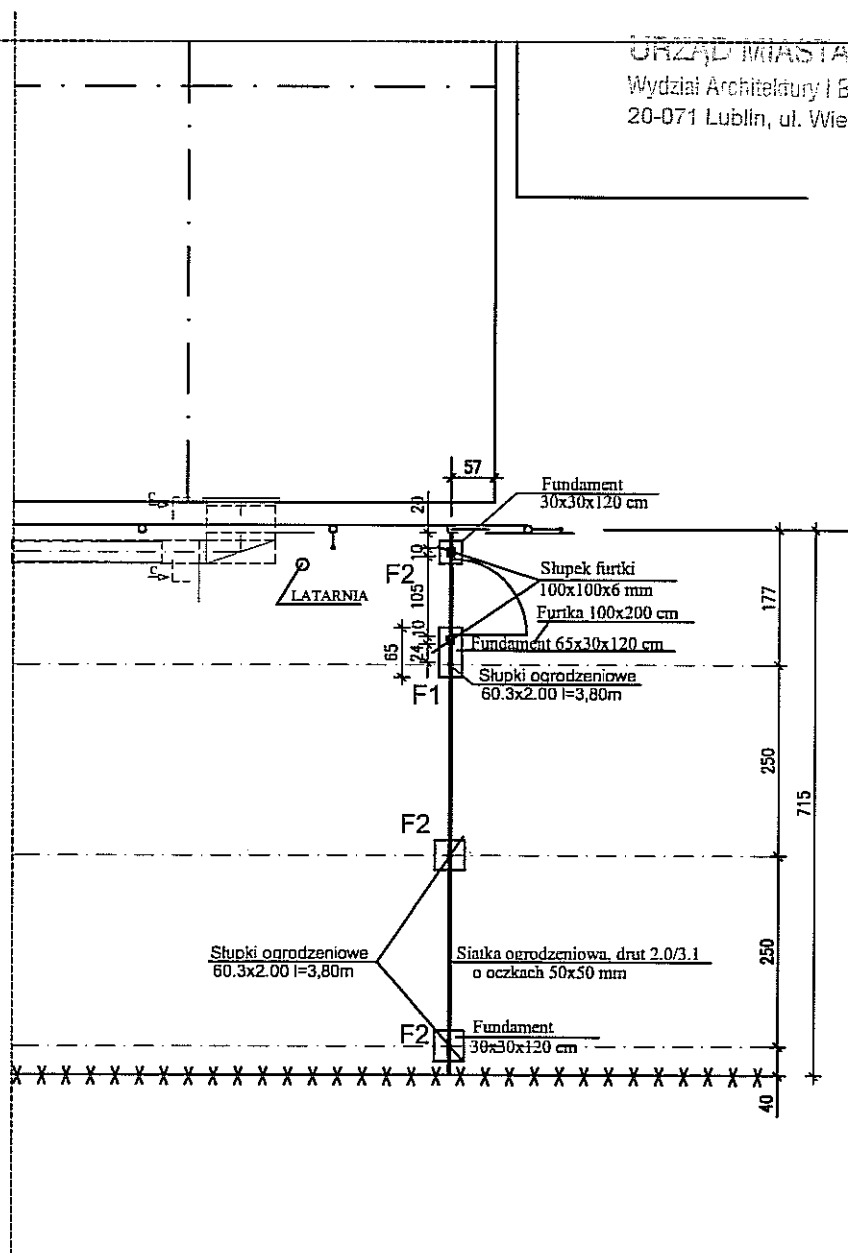 URZĄD MIASTA
Wydział Architektury i B
20-071 Lublin, ul. Wie
57
Fundament
30x30x120 cm
20
10
F2
Słupek furtki
100x100x6 mm
177
105
LATARNIA
Furtka 100x200 cm
10
65
24
Fundament 65x30x120 cm
Słupki ogrodzeniowe
60.3x2.00 l=3,80m
F1
250
715
F2
Słupki ogrodzeniowe
60.3x2.00 l=3,80m
Siatka ogrodzeniowa, drut 2.0/3.1
o oczkach 50x50 mm
250
F2
Fundament
30x30x120 cm
X X X X X X X X X X X X X X X X X X X X X X X X X X X X X X X X
40